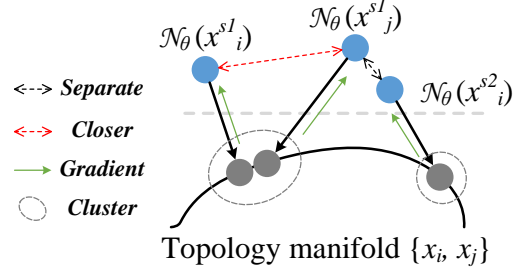 𝒩θ(x^{s1}_i)
𝒩θ(x^{s1}_j)
𝒩θ(x^{s2}_i)
Separate
Closer
Gradient
Cluster
Topology manifold {x_i, x_j}